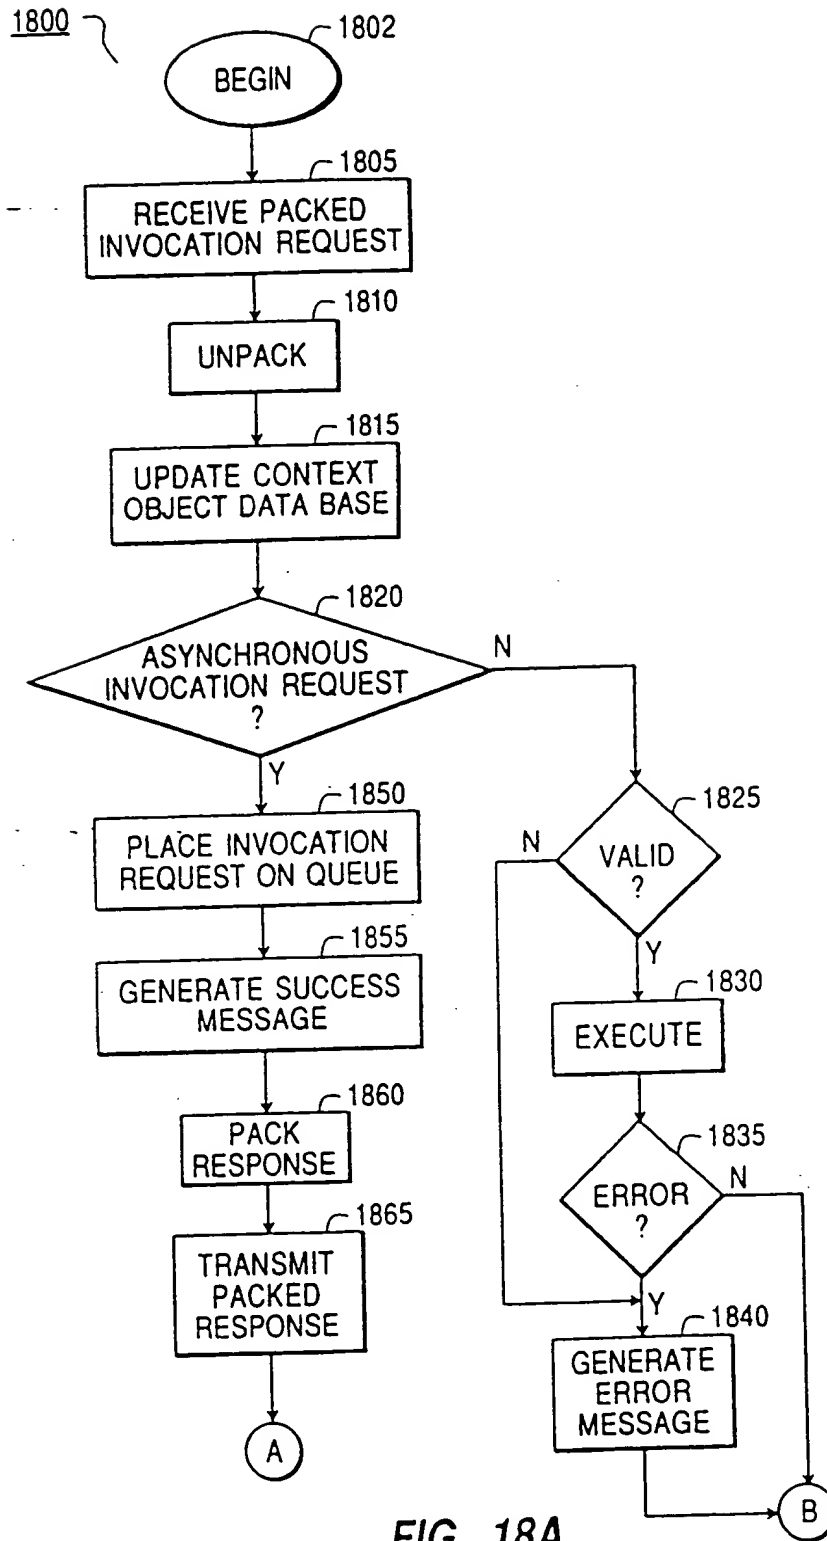 1800
1802
BEGIN
1805
RECEIVE PACKED
INVOCATION REQUEST
1810
UNPACK
1815
UPDATE CONTEXT
OBJECT DATA BASE
1820
ASYNCHRONOUS
INVOCATION REQUEST
?
N
Y
1850
PLACE INVOCATION
REQUEST ON QUEUE
1855
GENERATE SUCCESS
MESSAGE
1860
PACK
RESPONSE
1865
TRANSMIT
PACKED
RESPONSE
A
1825
VALID
?
N
Y
1830
EXECUTE
1835
ERROR
?
N
Y
1840
GENERATE
ERROR
MESSAGE
B
FIG. 18A